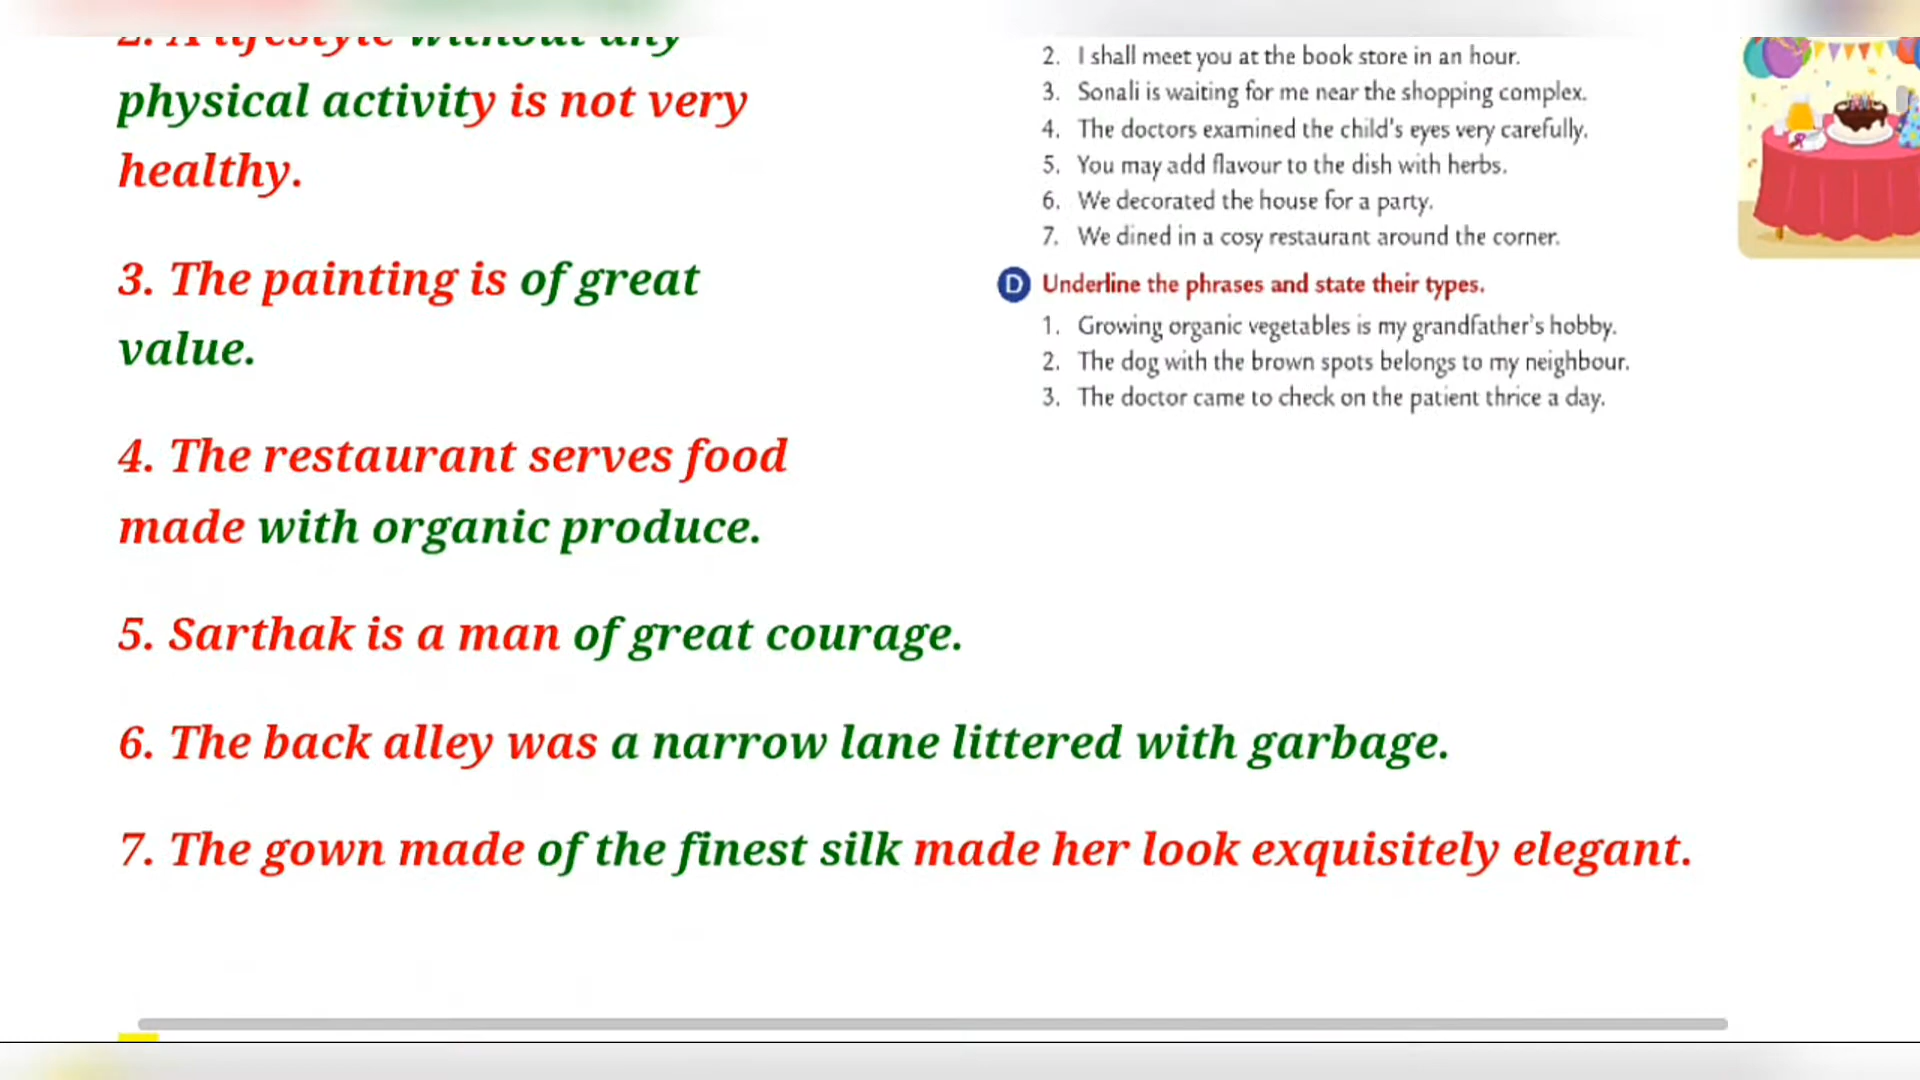 2. A lifestyle without any
physical activity is not very
healthy.
3. The painting is of great
value.
4. The restaurant serves food
made with organic produce.
5. Sarthak is a man of great courage.
6. The back alley was a narrow lane littered with garbage.
7. The gown made of the finest silk made her look exquisitely elegant.
2. I shall meet you at the book store in an hour.
3. Sonali is waiting for me near the shopping complex.
4. The doctors examined the child's eyes very carefully.
5. You may add flavour to the dish with herbs.
6. We decorated the house for a party.
7. We dined in a cosy restaurant around the corner.
D Underline the phrases and state their types.
1. Growing organic vegetables is my grandfather's hobby.
2. The dog with the brown spots belongs to my neighbour.
3. The doctor came to check on the patient thrice a day.